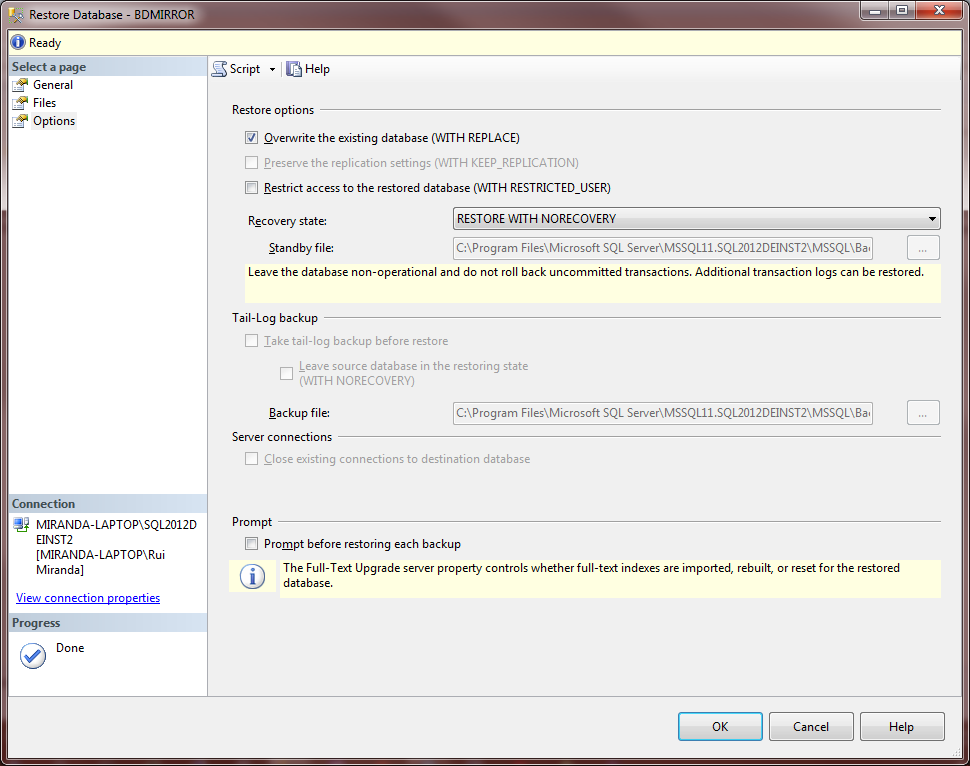 Restore Database - BDMIRROR
Ready
Select a page
General
Files
Options
Script
Help
Restore options
Overwrite the existing database (WITH REPLACE)
Preserve the replication settings (WITH KEEP_REPLICATION)
Restrict access to the restored database (WITH RESTRICTED_USER)
Recovery state:
RESTORE WITH NORECOVERY
Standby file:
C:\Program Files\Microsoft SQL Server\MSSQL11.SQL2012DEINST2\MSSQL\Ba
...
Leave the database non-operational and do not roll back uncommitted transactions. Additional transaction logs can be restored.
Tail-Log backup
Take tail-log backup before restore
Leave source database in the restoring state
(WITH NORECOVERY)
Backup file:
C:\Program Files\Microsoft SQL Server\MSSQL11.SQL2012DEINST2\MSSQL\Ba
...
Server connections
Close existing connections to destination database
Prompt
Prompt before restoring each backup
The Full-Text Upgrade server property controls whether full-text indexes are imported, rebuilt, or reset for the restored
database.
Connection
MIRANDA-LAPTOP\SQL2012D
EINST2
[MIRANDA-LAPTOP\Rui
Miranda]
View connection properties
Progress
Done
OK
Cancel
Help